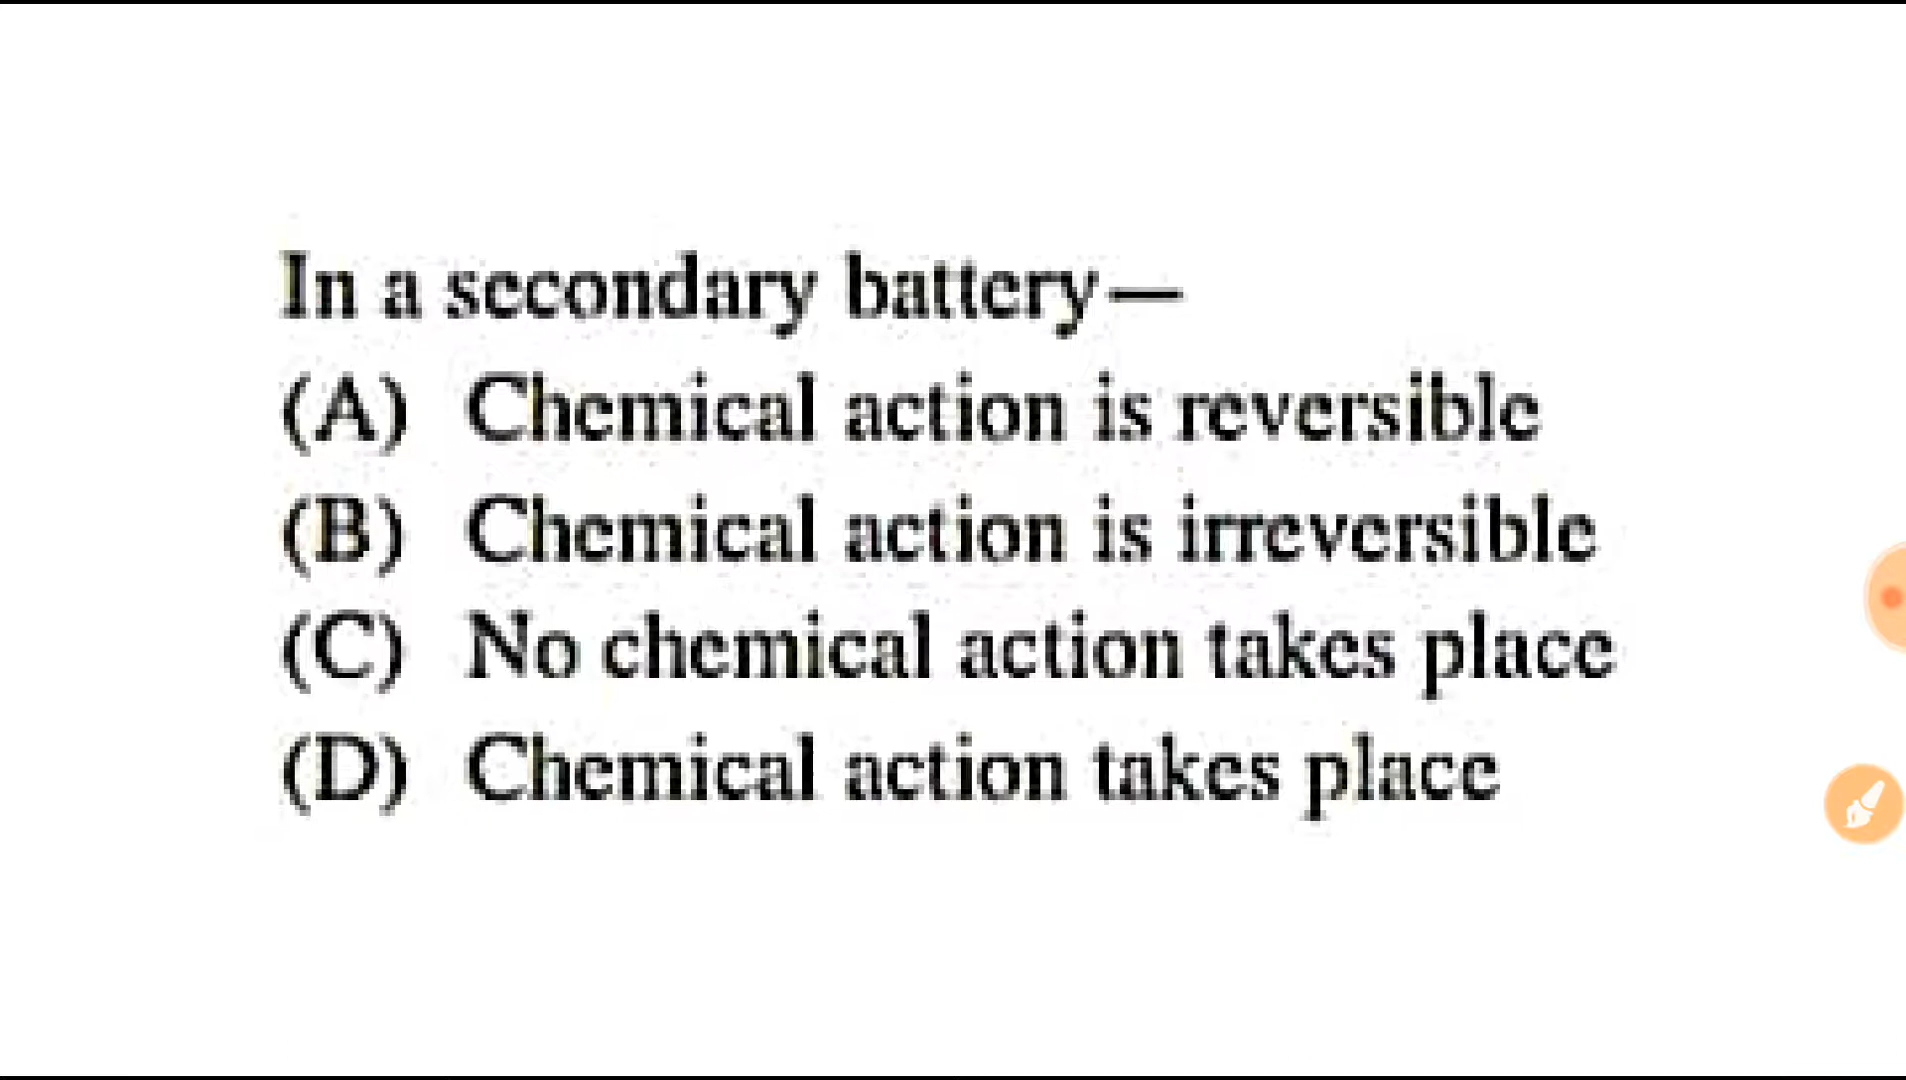 In a secondary battery—
(A) Chemical action is reversible
(B) Chemical action is irreversible
(C) No chemical action takes place
(D) Chemical action takes place